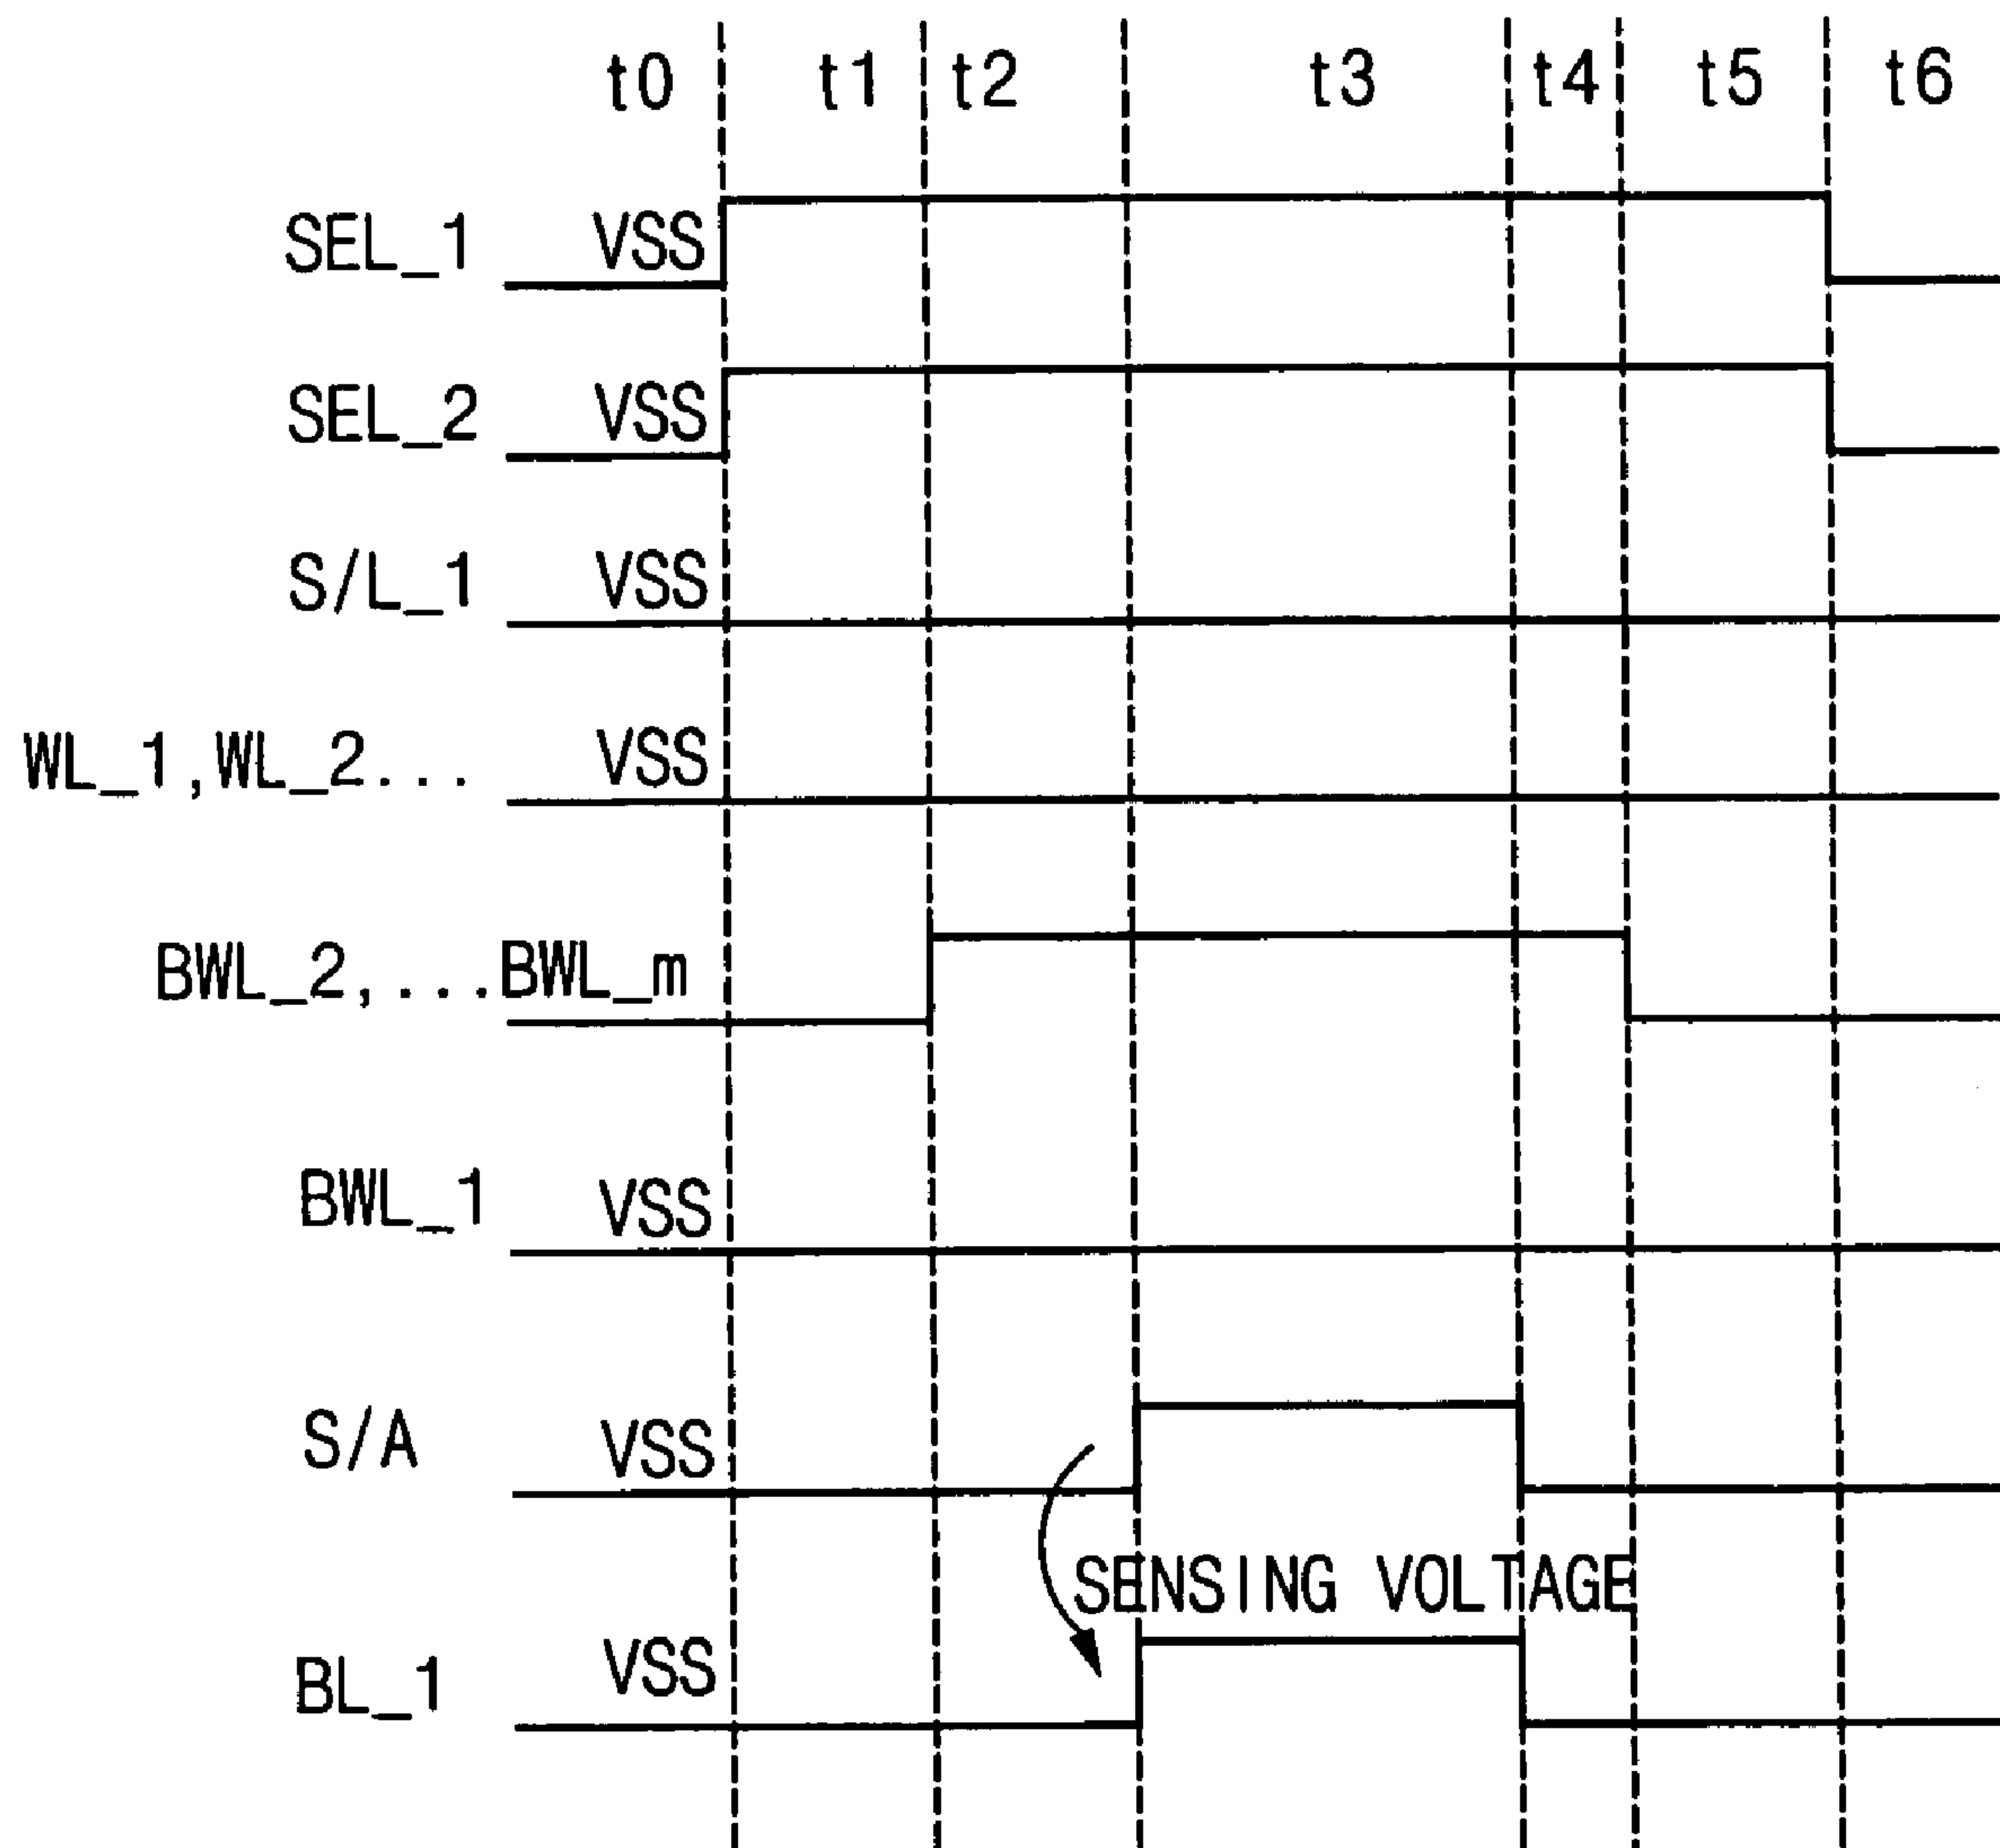 t0 t1 t2 t3 t4 t5 t6
SEL_1 VSS
SEL_2 VSS
S/L_1 VSS
WL_1,WL_2... VSS
BWL_2,...BWL_m
BWL_1 VSS
S/A VSS
SENSING VOLTAGE
BL_1 VSS